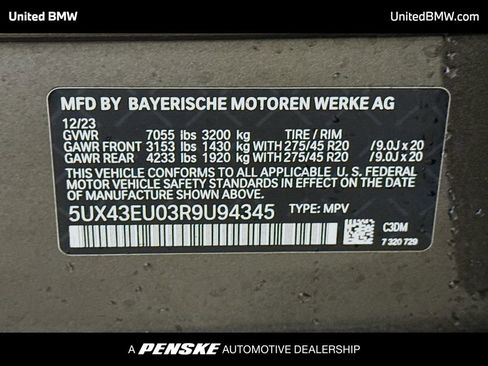 United BMW UnitedBMW.com
MFD BY BAYERISCHE MOTOREN WERKE AG
12/23
GVWR 7055 lbs 3200 kg TIRE / RIM
GAWR FRONT 3153 lbs 1430 kg WITH 275/45 R20 /9.0J x 20
GAWR REAR 4233 lbs 1920 kg WITH 275/45 R20 /9.0J x 20
THIS VEHICLE CONFORMS TO ALL APPLICABLE U. S. FEDERAL
MOTOR VEHICLE SAFETY STANDARDS IN EFFECT ON THE DATE
OF MANUFACTURE SHOWN ABOVE.
5UX43EU03R9U94345 TYPE: MPV
C3DM
7 320 729
A PENSKE AUTOMOTIVE DEALERSHIP